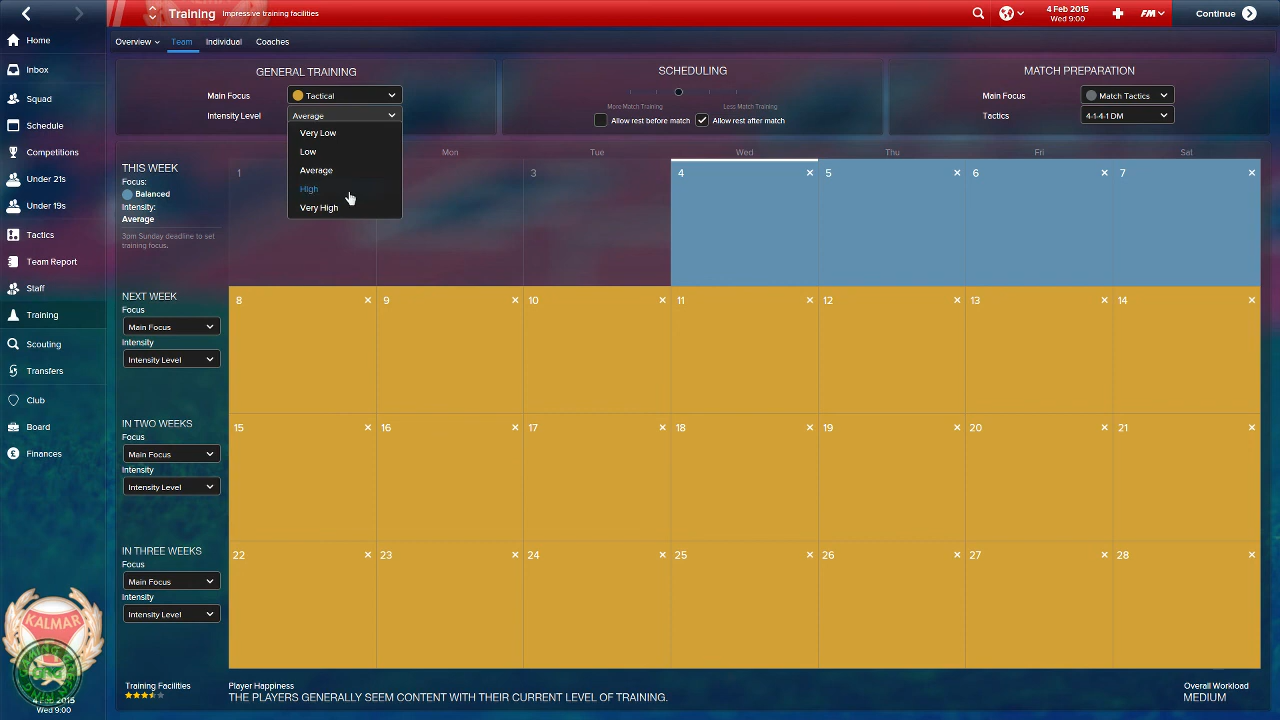 Training
Impressive training facilities
4 Feb 2015
Wed 9:00
FM
Continue
Home
Inbox
Squad
Schedule
Competitions
Under 21s
Under 19s
Tactics
Team Report
Staff
Training
Scouting
Transfers
Club
Board
Finances
Overview
Team
Individual
Coaches
GENERAL TRAINING
Main Focus
Tactical
Intensity Level
Average
Very Low
Low
Average
High
Very High
SCHEDULING
More Match Training
Less Match Training
Allow rest before match
Allow rest after match
MATCH PREPARATION
Main Focus
Match Tactics
Tactics
4-1-4-1 DM
Mon Tue Wed Thu Fri Sat
THIS WEEK
Focus:
Balanced
Intensity:
Average
3pm Sunday deadline to set
training focus.
1 3 4 × 5 × 6 × 7 ×
NEXT WEEK
Focus
Main Focus
Intensity
Intensity Level
8 × 9 × 10 × 11 × 12 × 13 × 14 ×
IN TWO WEEKS
Focus
Main Focus
Intensity
Intensity Level
15 × 16 × 17 × 18 × 19 × 20 × 21 ×
IN THREE WEEKS
Focus
Main Focus
Intensity
Intensity Level
22 × 23 × 24 × 25 × 26 × 27 × 28 ×
KALMAR
4 Feb 2015
Wed 9:00
Training Facilities
Player Happiness
THE PLAYERS GENERALLY SEEM CONTENT WITH THEIR CURRENT LEVEL OF TRAINING.
Overall Workload
MEDIUM